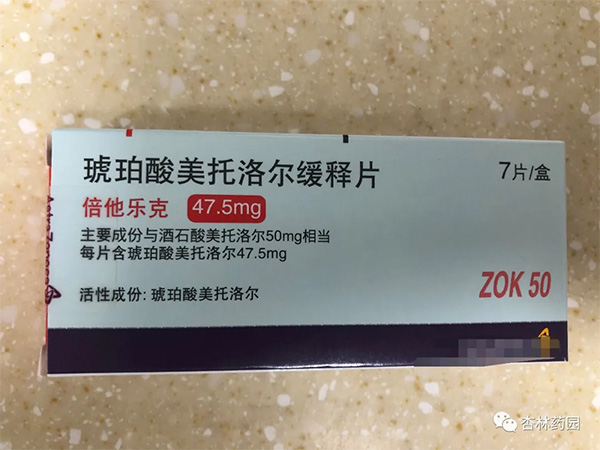 琥珀酸美托洛尔缓释片
7片/盒
倍他乐克 47.5mg
主要成份与酒石酸美托洛尔50mg相当
每片含琥珀酸美托洛尔47.5mg
活性成份: 琥珀酸美托洛尔
ZOK 50
杏林药园